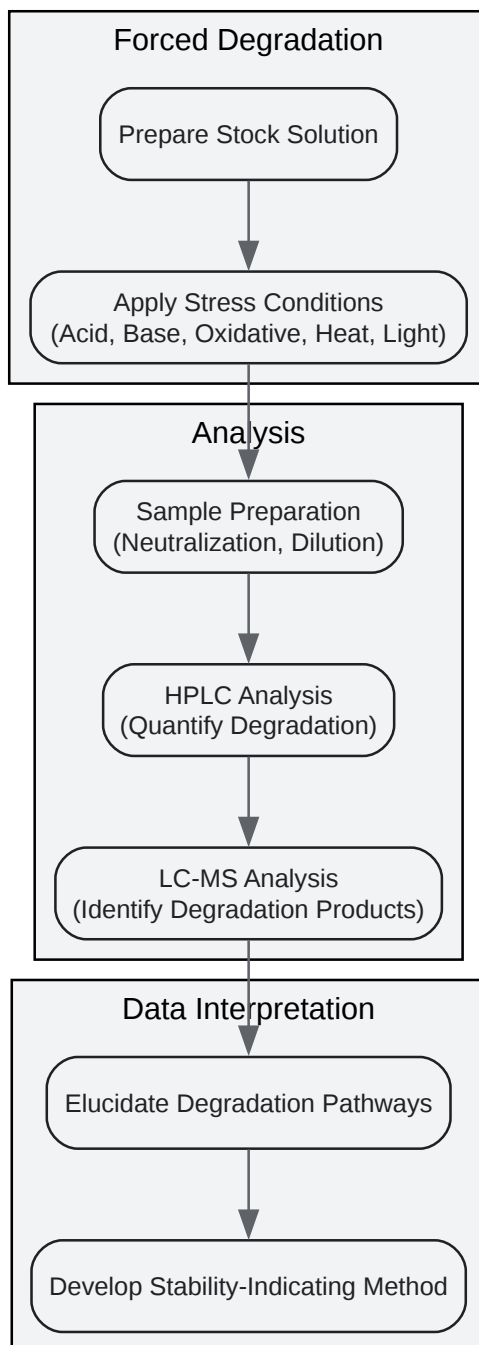 Forced Degradation
Prepare Stock Solution
Apply Stress Conditions
(Acid, Base, Oxidative, Heat, Light)
Analysis
Sample Preparation
(Neutralization, Dilution)
HPLC Analysis
(Quantify Degradation)
LC-MS Analysis
(Identify Degradation Products)
Data Interpretation
Elucidate Degradation Pathways
Develop Stability-Indicating Method